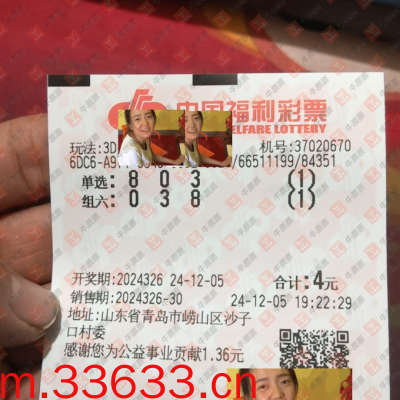 中国福利彩票
WELFARE LOTTERY
玩法:3D
机号:37020670
6DC6-A9
/66511199/84351
单选: 8 0 3 (1)
组六: 0 3 8 (1)
开奖期:2024326 24-12-05 合计:4元
销售期:2024326-30 24-12-05 19:22:29
地址:山东省青岛市崂山区沙子
口村委
感谢您为公益事业贡献1.36元
m.33633.cn